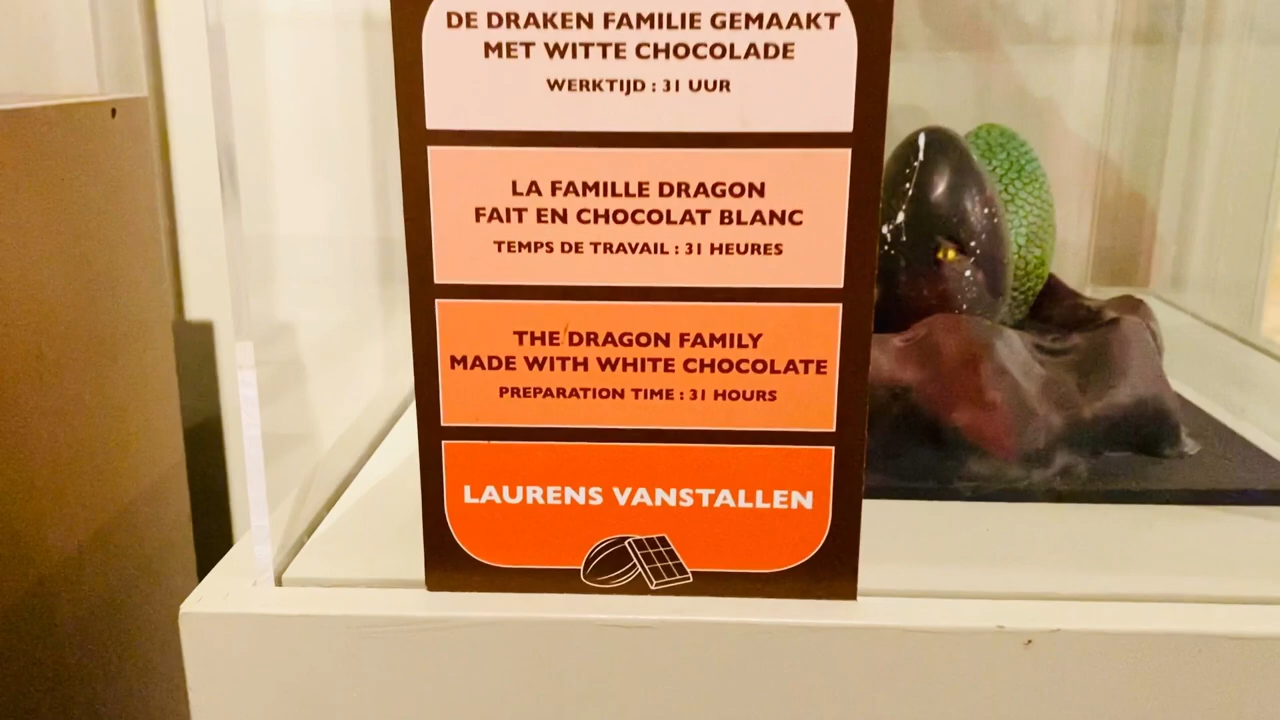 DE DRAKEN FAMILIE GEMAAKT
MET WITTE CHOCOLADE
WERKTIJD : 31 UUR
LA FAMILLE DRAGON
FAIT EN CHOCOLAT BLANC
TEMPS DE TRAVAIL : 31 HEURES
THE DRAGON FAMILY
MADE WITH WHITE CHOCOLATE
PREPARATION TIME : 31 HOURS
LAURENS VANSTALLEN